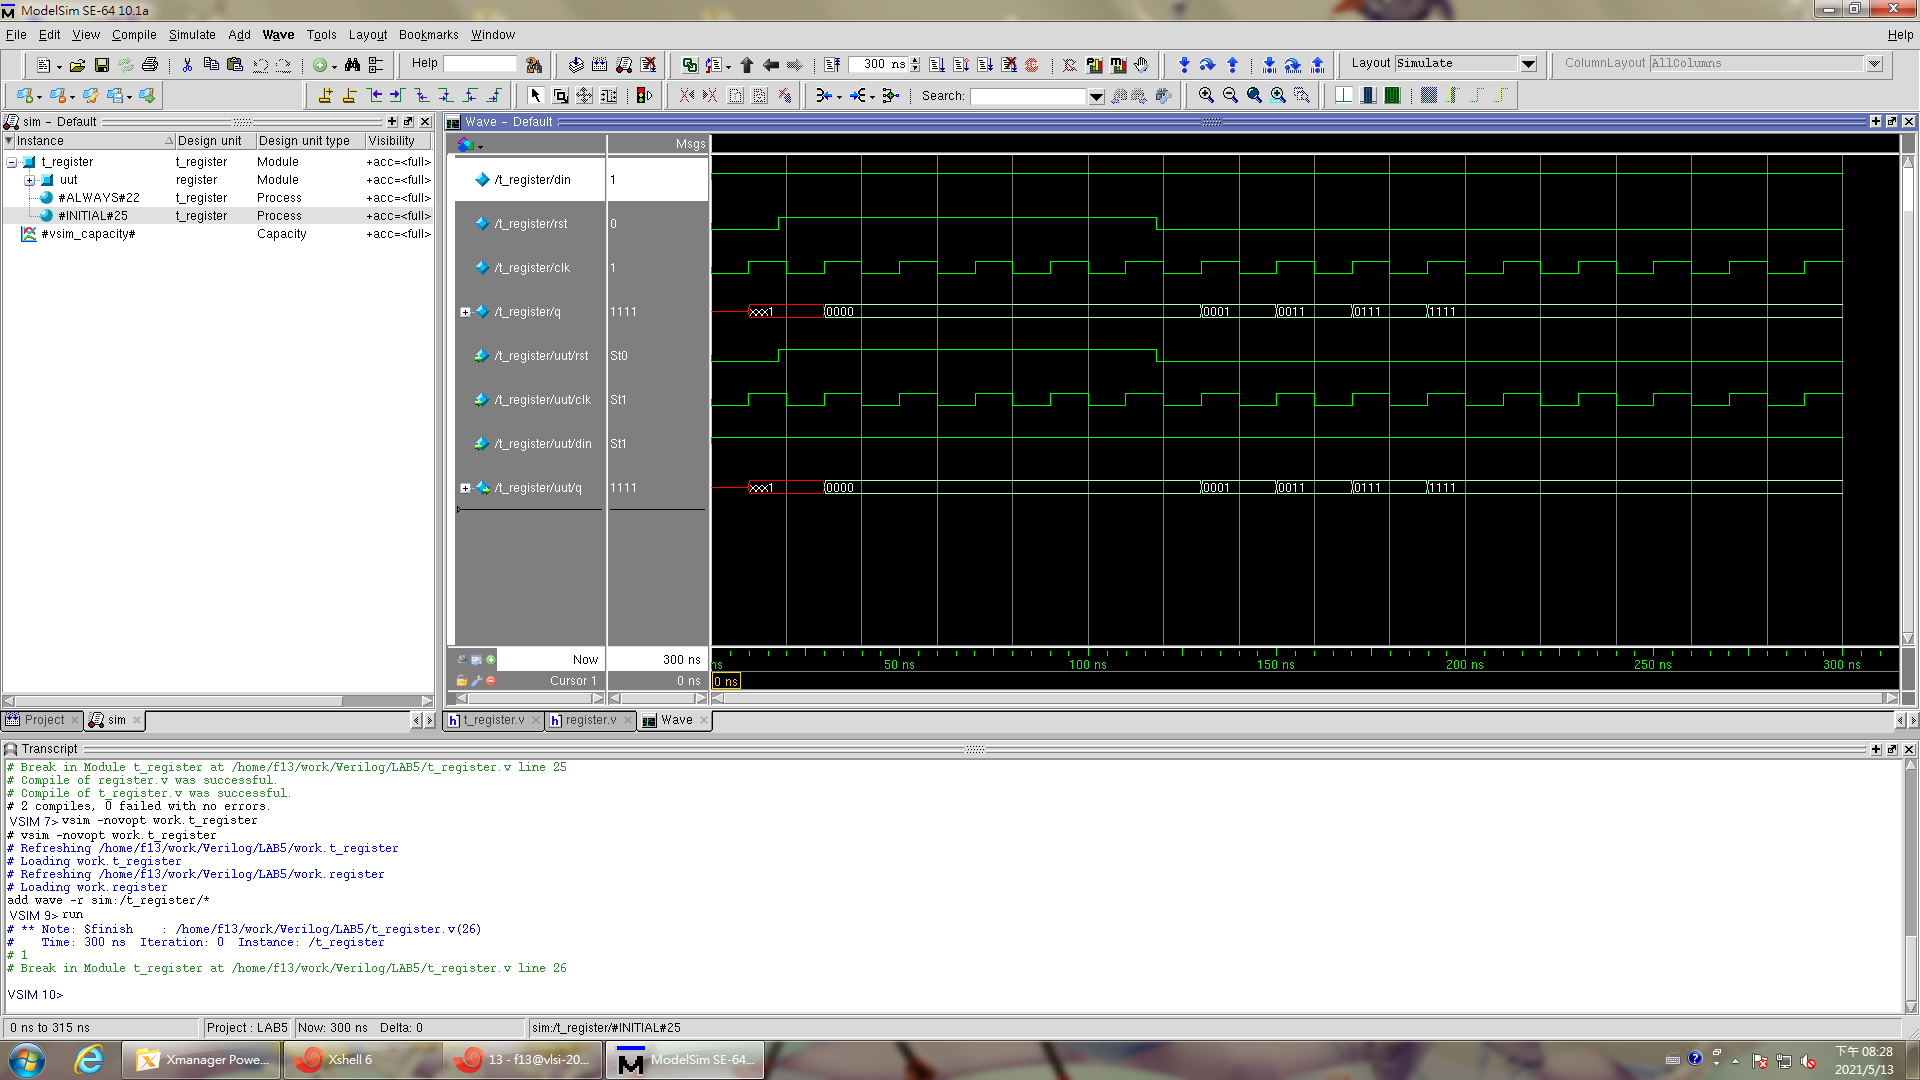 ModelSim SE-64 10.1a
File Edit View Compile Simulate Add Wave Tools Layout Bookmarks Window Help
Help 300 ns Layout Simulate ColumnLayout AllColumns
Search:
sim - Default
Instance Design unit Design unit type Visibility
t_register t_register Module +acc=<full>
uut register Module +acc=<full>
#ALWAYS#22 t_register Process +acc=<full>
#INITIAL#25 t_register Process +acc=<full>
#vsim_capacity# Capacity +acc=<full>
Project sim
Wave - Default
Msgs
/t_register/din 1
/t_register/rst 0
/t_register/clk 1
/t_register/q 1111 xxx1 0000 0001 0011 0111 1111
/t_register/uut/rst St0
/t_register/uut/clk St1
/t_register/uut/din St1
/t_register/uut/q 1111 xxx1 0000 0001 0011 0111 1111
Now 300 ns ns 50 ns 100 ns 150 ns 200 ns 250 ns 300 ns
Cursor 1 0 ns 0 ns
t_register.v register.v Wave
Transcript
# Break in Module t_register at /home/f13/work/Verilog/LAB5/t_register.v line 25
# Compile of register.v was successful.
# Compile of t_register.v was successful.
# 2 compiles, 0 failed with no errors.
VSIM 7> vsim -novopt work.t_register
# vsim -novopt work.t_register
# Refreshing /home/f13/work/Verilog/LAB5/work.t_register
# Loading work.t_register
# Refreshing /home/f13/work/Verilog/LAB5/work.register
# Loading work.register
add wave -r sim:/t_register/*
VSIM 9> run
# ** Note: $finish : /home/f13/work/Verilog/LAB5/t_register.v(26)
# Time: 300 ns Iteration: 0 Instance: /t_register
# 1
# Break in Module t_register at /home/f13/work/Verilog/LAB5/t_register.v line 26
VSIM 10>
0 ns to 315 ns Project : LAB5 Now: 300 ns Delta: 0 sim:/t_register/#INITIAL#25
Xmanager Powe... Xshell 6 13 - f13@vlsi-20... ModelSim SE-64...
下午 08:28
2021/5/13